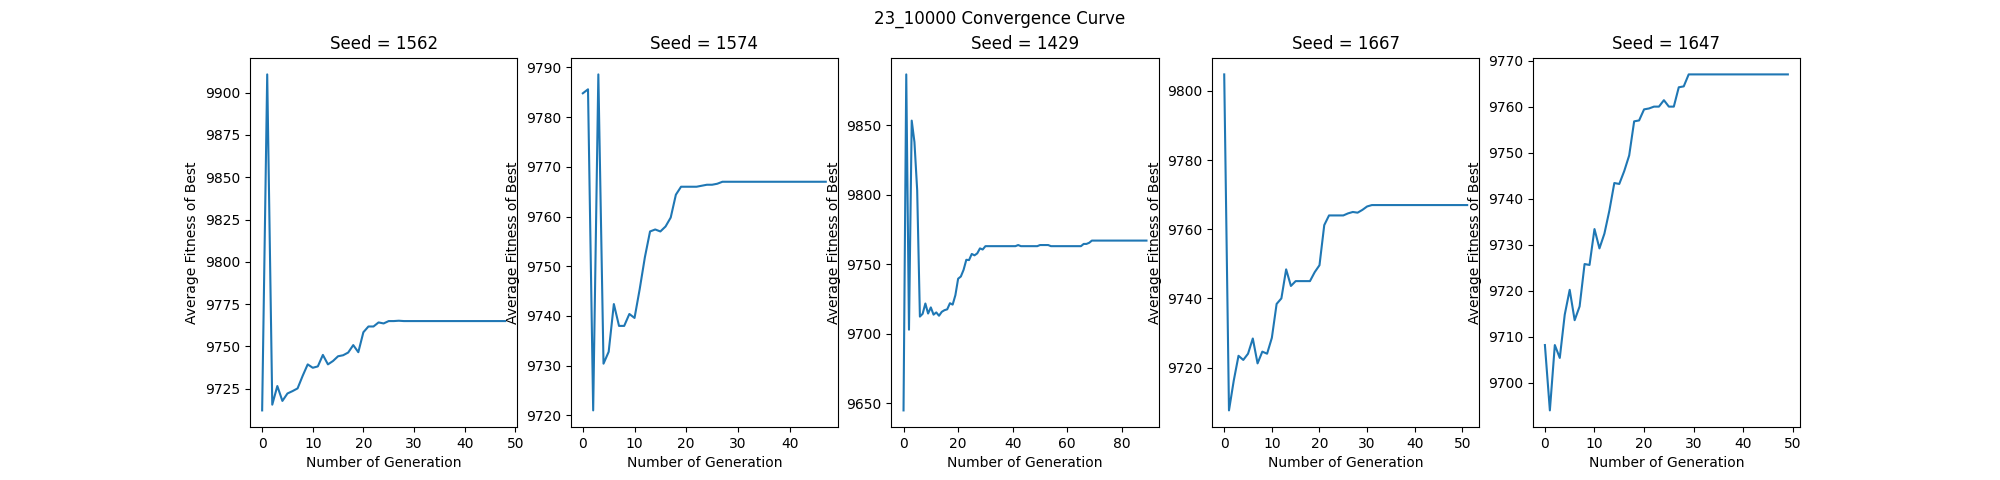 23_10000 Convergence Curve
Seed = 1562
9900
9875
9850
9825
9800
9775
9750
9725
0 10 20 30 40 50
Average Fitness of Best
Number of Generation
Seed = 1574
9790
9780
9770
9760
9750
9740
9730
9720
0 10 20 30 40
Average Fitness of Best
Number of Generation
Seed = 1429
9850
9800
9750
9700
9650
0 20 40 60 80
Average Fitness of Best
Number of Generation
Seed = 1667
9800
9780
9760
9740
9720
0 10 20 30 40 50
Average Fitness of Best
Number of Generation
Seed = 1647
9770
9760
9750
9740
9730
9720
9710
9700
0 10 20 30 40 50
Average Fitness of Best
Number of Generation